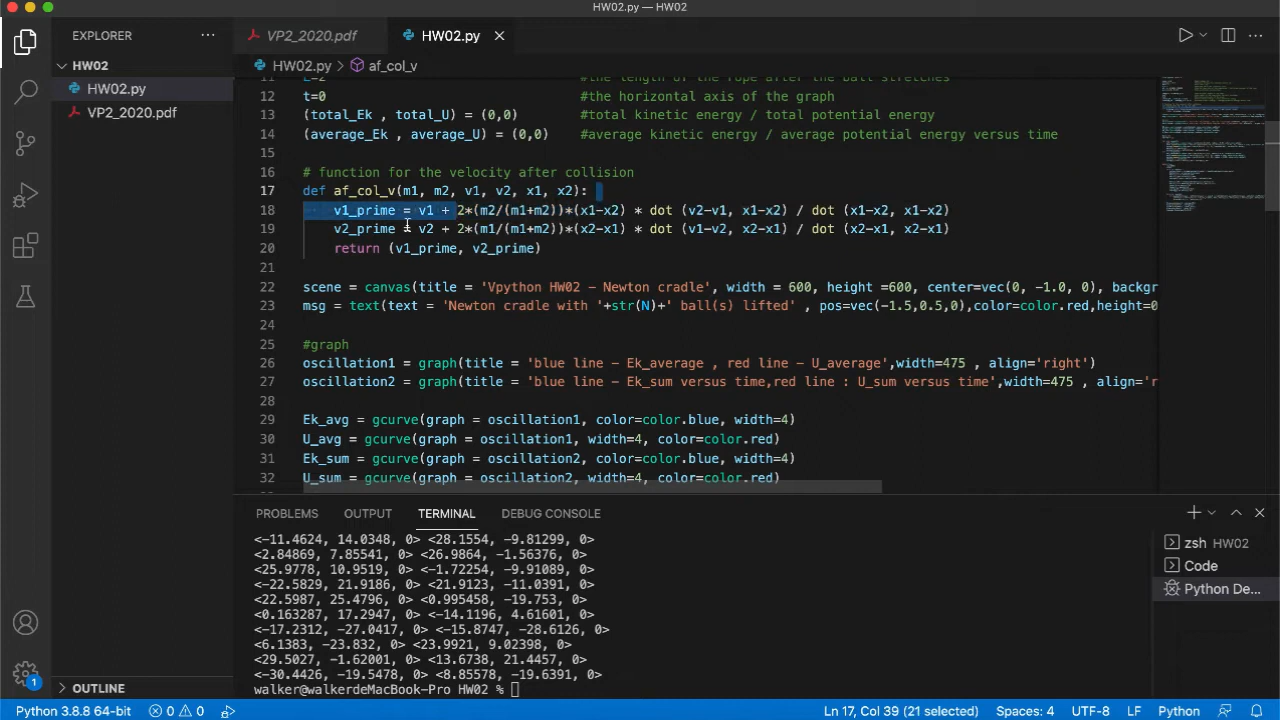 HW02.py — HW02
EXPLORER
VP2_2020.pdf
HW02.py
HW02
HW02.py
VP2_2020.pdf
HW02.py > af_col_v
#the length of the rope after the ball stretches
12 t=0 #the horizontal axis of the graph
13 (total_Ek , total_U) = (0, 0) #total kinetic energy / total potential energy
14 (average_Ek , average_U) = (0,0) #average kinetic energy / average potential energy versus time
15
16 # function for the velocity after collision
17 def af_col_v(m1, m2, v1, v2, x1, x2):
18 v1_prime = v1 + 2*(m2/(m1+m2))*(x1-x2) * dot (v2-v1, x1-x2) / dot (x1-x2, x1-x2)
19 v2_prime = v2 + 2*(m1/(m1+m2))*(x2-x1) * dot (v1-v2, x2-x1) / dot (x2-x1, x2-x1)
20 return (v1_prime, v2_prime)
21
22 scene = canvas(title = 'Vpython HW02 – Newton cradle', width = 600, height =600, center=vec(0, -1.0, 0), backgr
23 msg = text(text = 'Newton cradle with '+str(N)+' ball(s) lifted' , pos=vec(-1.5,0.5,0),color=color.red,height=0
24
25 #graph
26 oscillation1 = graph(title = 'blue line – Ek_average , red line – U_average',width=475 , align='right')
27 oscillation2 = graph(title = 'blue line – Ek_sum versus time,red line : U_sum versus time',width=475 , align='r
28
29 Ek_avg = gcurve(graph = oscillation1, color=color.blue, width=4)
30 U_avg = gcurve(graph = oscillation1, width=4, color=color.red)
31 Ek_sum = gcurve(graph = oscillation2, color=color.blue, width=4)
32 U_sum = gcurve(graph = oscillation2, width=4, color=color.red)
PROBLEMS OUTPUT TERMINAL DEBUG CONSOLE
<-11.4624, 14.0348, 0> <28.1554, -9.81299, 0>
<2.84869, 7.85541, 0> <26.9864, -1.56376, 0>
<25.9778, 10.9519, 0> <-1.72254, -9.91089, 0>
<-22.5829, 21.9186, 0> <21.9123, -11.0391, 0>
<22.5987, 25.4796, 0> <0.995458, -19.753, 0>
<0.163287, 17.2947, 0> <-14.1196, 4.61601, 0>
<-17.2312, -27.0417, 0> <-15.8747, -28.6126, 0>
<6.1383, -23.832, 0> <23.9921, 9.02398, 0>
<29.5027, -1.62001, 0> <13.6738, 21.4457, 0>
<-30.4426, -19.5478, 0> <8.85578, -19.6391, 0>
walker@walkerdeMacBook-Pro HW02 %
zsh HW02
Code
Python De...
OUTLINE
1
Python 3.8.8 64-bit
0 0
Ln 17, Col 39 (21 selected)
Spaces: 4
UTF-8
LF
Python